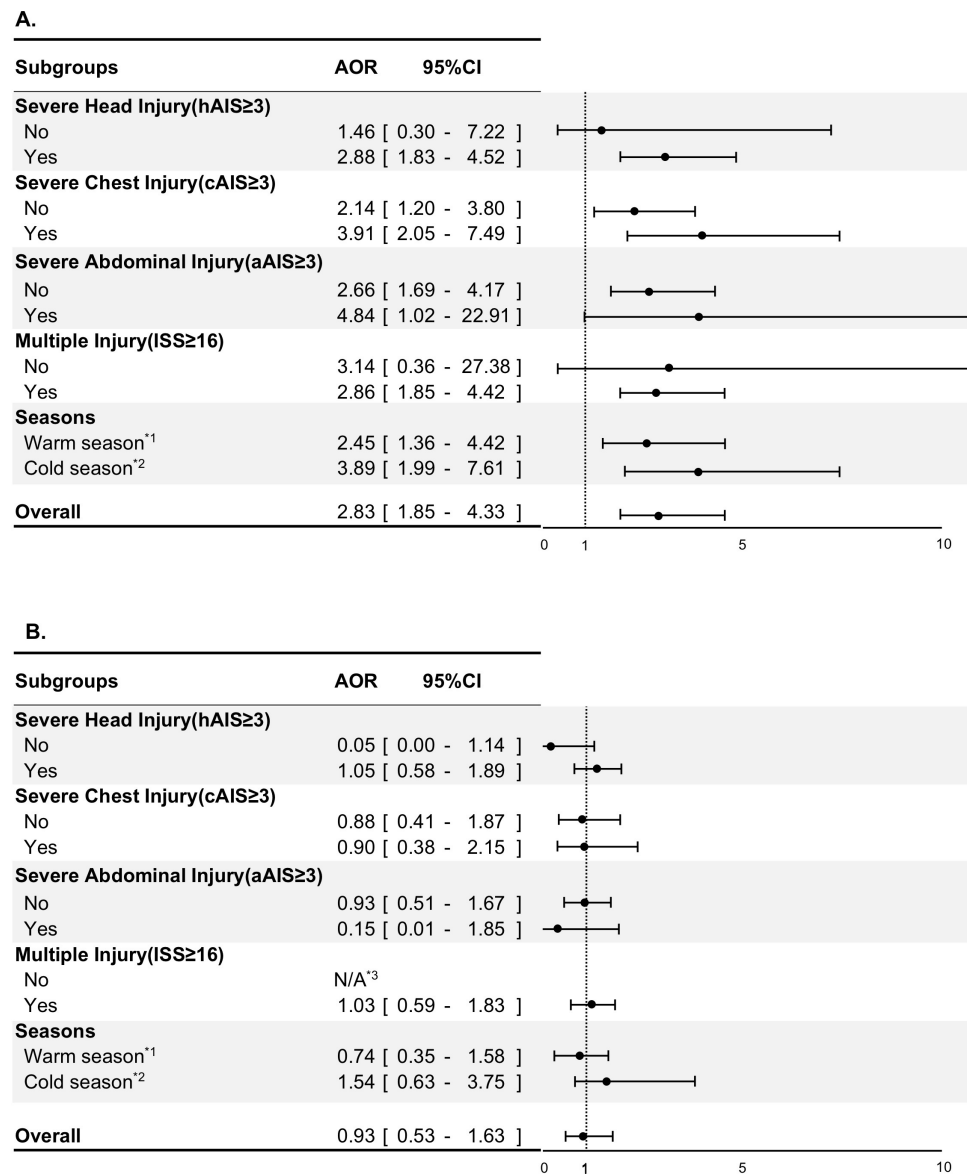 A.
Subgroups AOR 95%CI
Severe Head Injury(hAIS≥3)
No 1.46 [ 0.30 - 7.22 ]
Yes 2.88 [ 1.83 - 4.52 ]
Severe Chest Injury(cAIS≥3)
No 2.14 [ 1.20 - 3.80 ]
Yes 3.91 [ 2.05 - 7.49 ]
Severe Abdominal Injury(aAIS≥3)
No 2.66 [ 1.69 - 4.17 ]
Yes 4.84 [ 1.02 - 22.91 ]
Multiple Injury(ISS≥16)
No 3.14 [ 0.36 - 27.38 ]
Yes 2.86 [ 1.85 - 4.42 ]
Seasons
Warm season*1 2.45 [ 1.36 - 4.42 ]
Cold season*2 3.89 [ 1.99 - 7.61 ]
Overall 2.83 [ 1.85 - 4.33 ]
0 1 5 10
B.
Subgroups AOR 95%CI
Severe Head Injury(hAIS≥3)
No 0.05 [ 0.00 - 1.14 ]
Yes 1.05 [ 0.58 - 1.89 ]
Severe Chest Injury(cAIS≥3)
No 0.88 [ 0.41 - 1.87 ]
Yes 0.90 [ 0.38 - 2.15 ]
Severe Abdominal Injury(aAIS≥3)
No 0.93 [ 0.51 - 1.67 ]
Yes 0.15 [ 0.01 - 1.85 ]
Multiple Injury(ISS≥16)
No N/A*3
Yes 1.03 [ 0.59 - 1.83 ]
Seasons
Warm season*1 0.74 [ 0.35 - 1.58 ]
Cold season*2 1.54 [ 0.63 - 3.75 ]
Overall 0.93 [ 0.53 - 1.63 ]
0 1 5 10